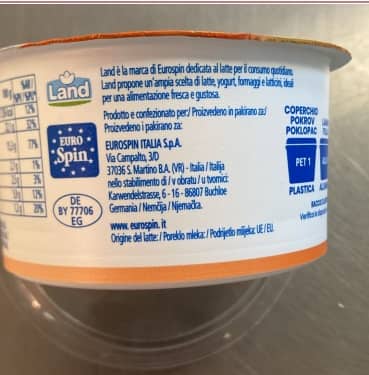 Land è la marca di Eurospin dedicata al latte per il consumo quotidiano.
Land propone un'ampia scelta di latte, yogurt, formaggi e latticini, ideali
per una alimentazione fresca e gustosa.
Land
Prodotto e confezionato per: / Proizvedeno in pakirano za: /
Proizvedeno i pakirano za:
EUROSPIN ITALIA S.p.A.
Via Campalto, 3/D
37036 S. Martino B.A. (VR) - Italia / Italija
nello stabilimento di / v obratu / u tvornici:
Karwendelstrasse, 6 - 16 - 86807 Buchloe
Germania / Nemčija / Njemačka.
www.eurospin.it
Origine del latte: / Poreklo mleka: / Podrijetlo mlijeka: UE / EU.
EURO
Spin
DE
BY 77706
EG
COPERCHIO
POKROV
POKLOPAC
PET 1
PLASTICA